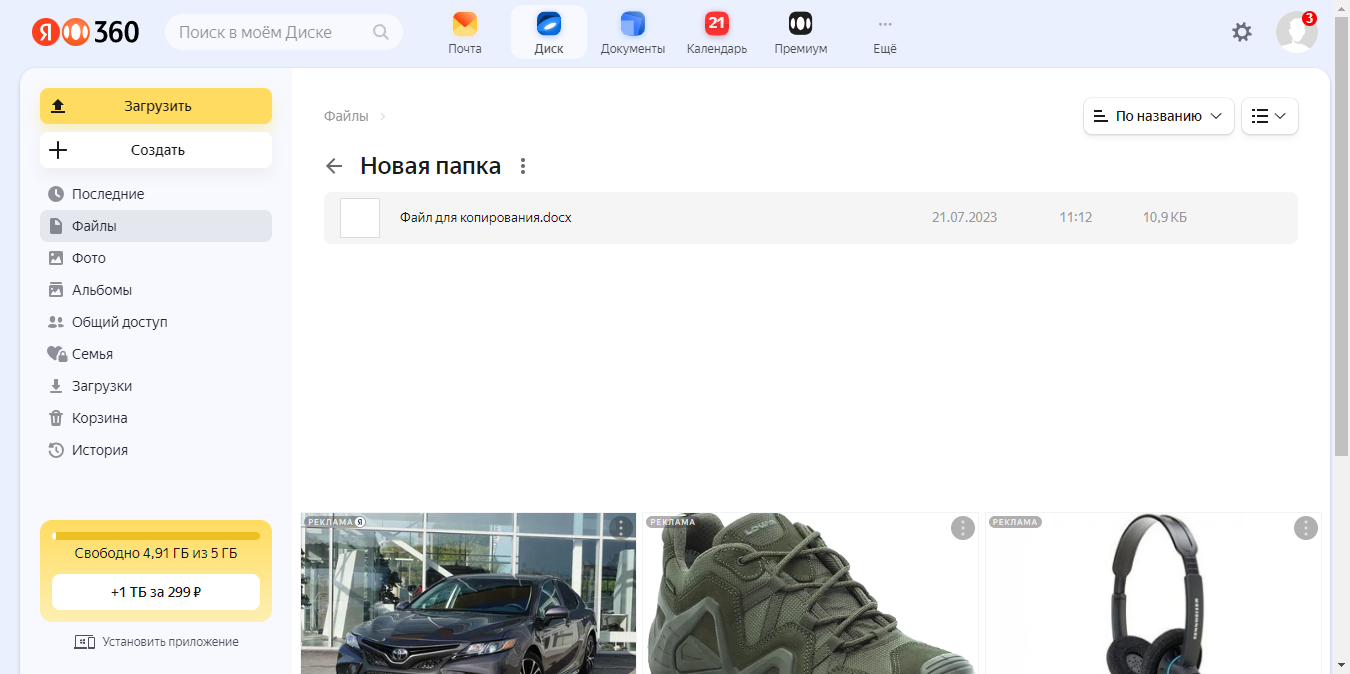 Я 360
Поиск в моём Диске
Почта
Диск
Документы
21
Календарь
Премиум
Ещё
3
Загрузить
Создать
Последние
Файлы
Фото
Альбомы
Общий доступ
Семья
Загрузки
Корзина
История
Свободно 4,91 ГБ из 5 ГБ
+1 ТБ за 299 ₽
Установить приложение
Файлы
По названию
Новая папка
Файл для копирования.docx 21.07.2023 11:12 10,9 КБ
РЕКЛАМА Я
РЕКЛАМА
LOWA
РЕКЛАМА
SENNHEISER